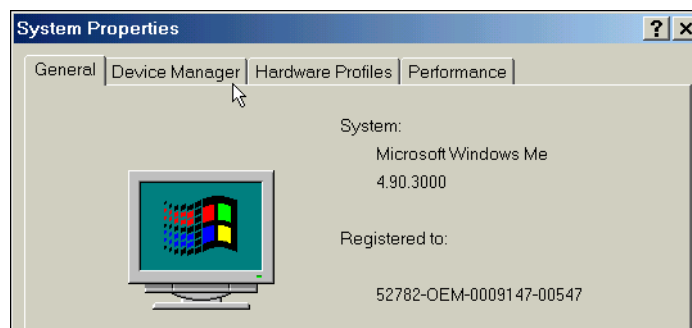 System Properties
General Device Manager Hardware Profiles Performance
System:
Microsoft Windows Me
4.90.3000
Registered to:
52782-OEM-0009147-00547